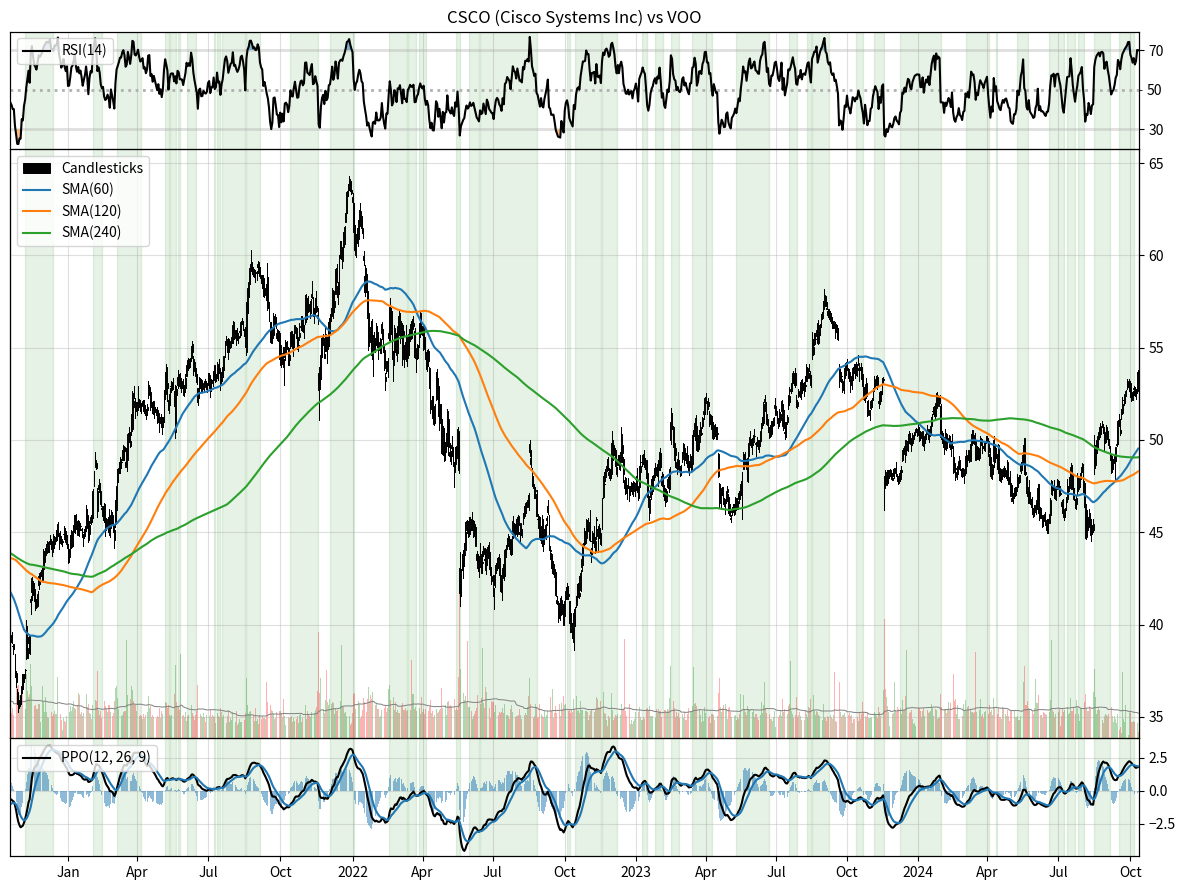 CSCO (Cisco Systems Inc) vs VOO
RSI(14)
70
50
30
Candlesticks
SMA(60)
SMA(120)
SMA(240)
65
60
55
50
45
40
35
PPO(12, 26, 9)
2.5
0.0
−2.5
Jan Apr Jul Oct 2022 Apr Jul Oct 2023 Apr Jul Oct 2024 Apr Jul Oct